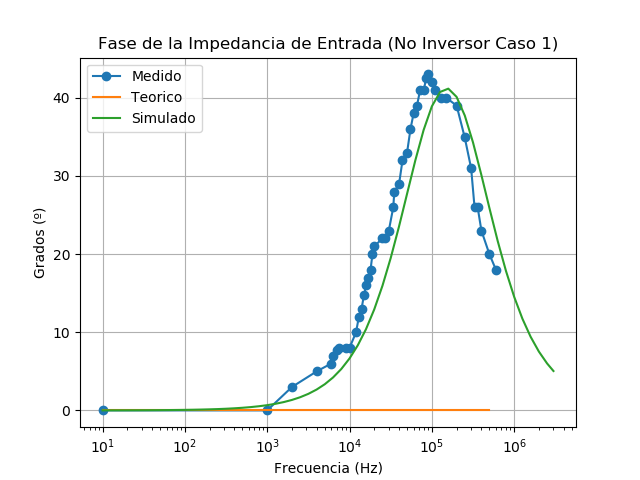 Fase de la Impedancia de Entrada (No Inversor Caso 1)
Medido
Teorico
Simulado
Grados (º)
40
30
20
10
0
10¹
10²
10³
10⁴
10⁵
10⁶
Frecuencia (Hz)